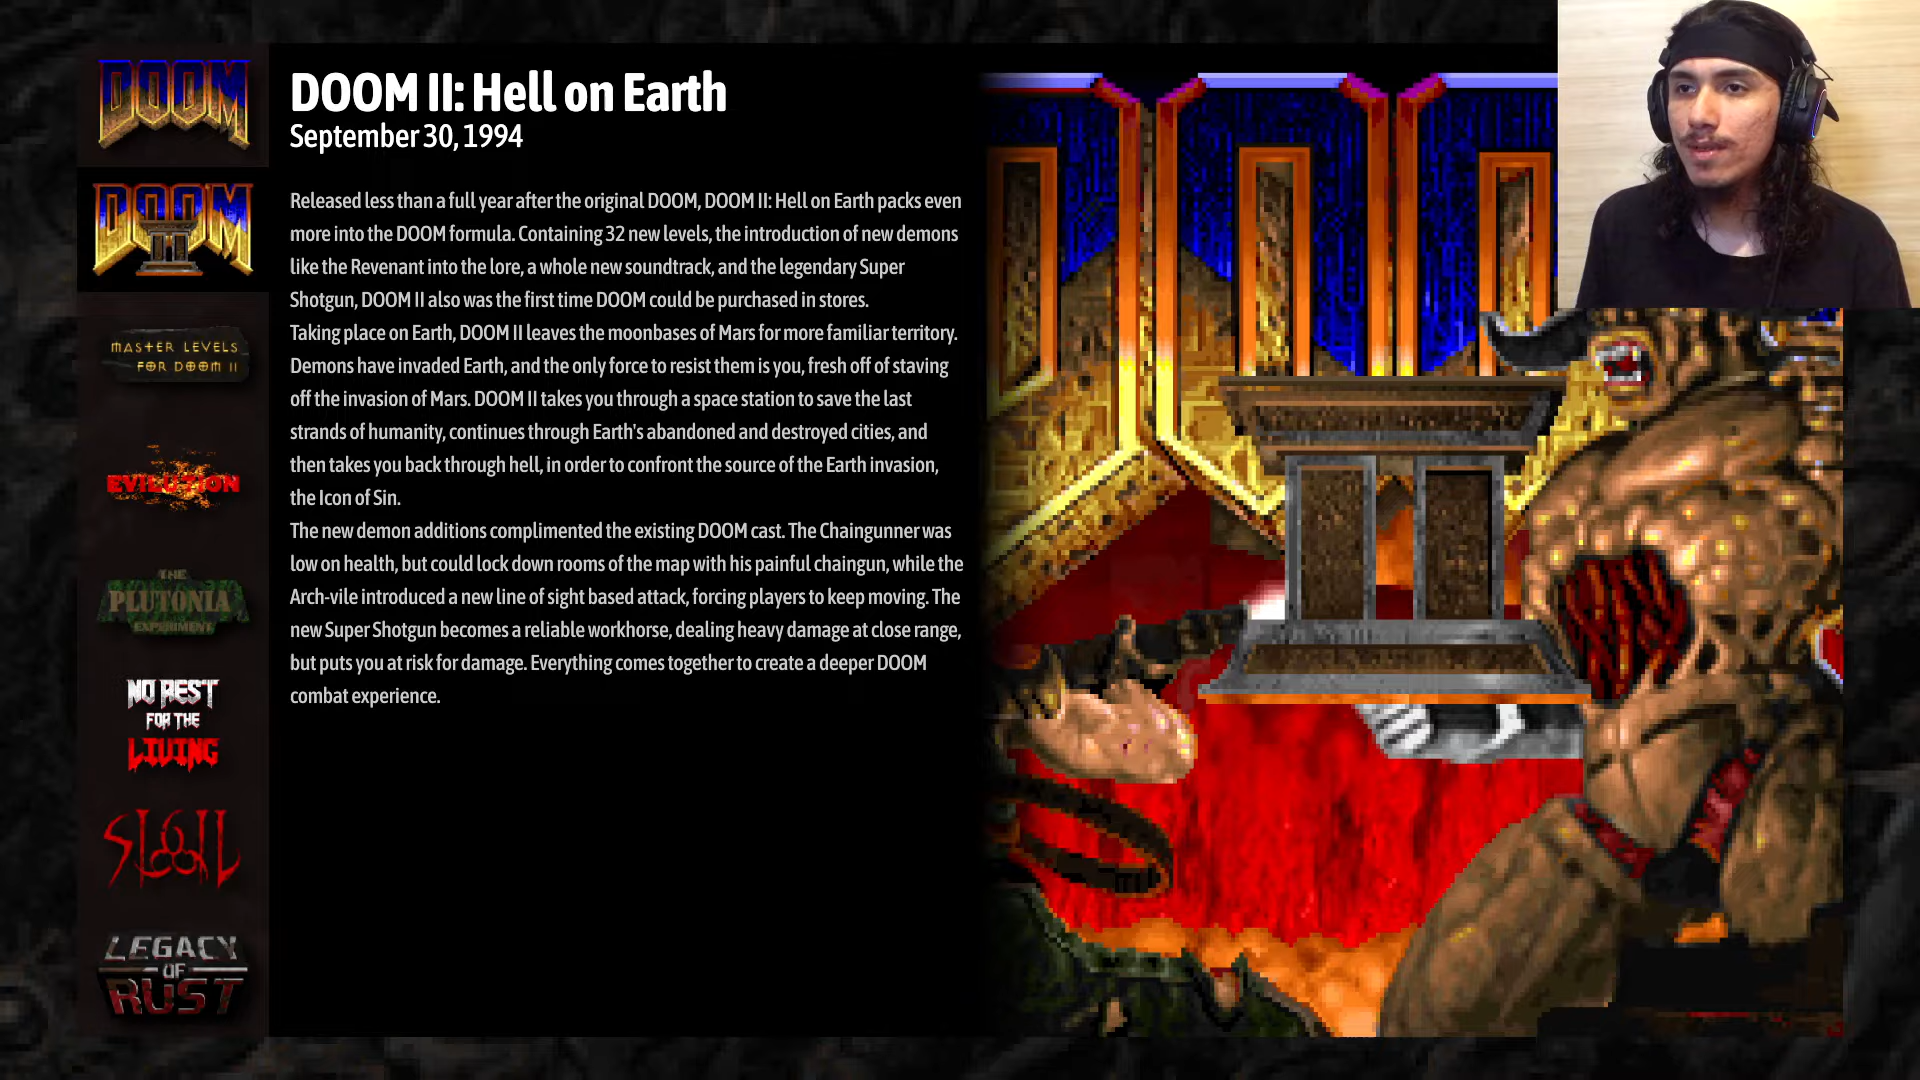 DOOM
DOOM
II
MASTER LEVELS
FOR DOOM II
EVILUTION
THE
PLUTONIA
EXPERIMENT
NO REST
FOR THE
LIVING
SIGIL
LEGACY
OF
RUST
DOOM II: Hell on Earth
September 30, 1994
Released less than a full year after the original DOOM, DOOM II: Hell on Earth packs even
more into the DOOM formula. Containing 32 new levels, the introduction of new demons
like the Revenant into the lore, a whole new soundtrack, and the legendary Super
Shotgun, DOOM II also was the first time DOOM could be purchased in stores.
Taking place on Earth, DOOM II leaves the moonbases of Mars for more familiar territory.
Demons have invaded Earth, and the only force to resist them is you, fresh off of staving
off the invasion of Mars. DOOM II takes you through a space station to save the last
strands of humanity, continues through Earth's abandoned and destroyed cities, and
then takes you back through hell, in order to confront the source of the Earth invasion,
the Icon of Sin.
The new demon additions complimented the existing DOOM cast. The Chaingunner was
low on health, but could lock down rooms of the map with his painful chaingun, while the
Arch-vile introduced a new line of sight based attack, forcing players to keep moving. The
new Super Shotgun becomes a reliable workhorse, dealing heavy damage at close range,
but puts you at risk for damage. Everything comes together to create a deeper DOOM
combat experience.
II